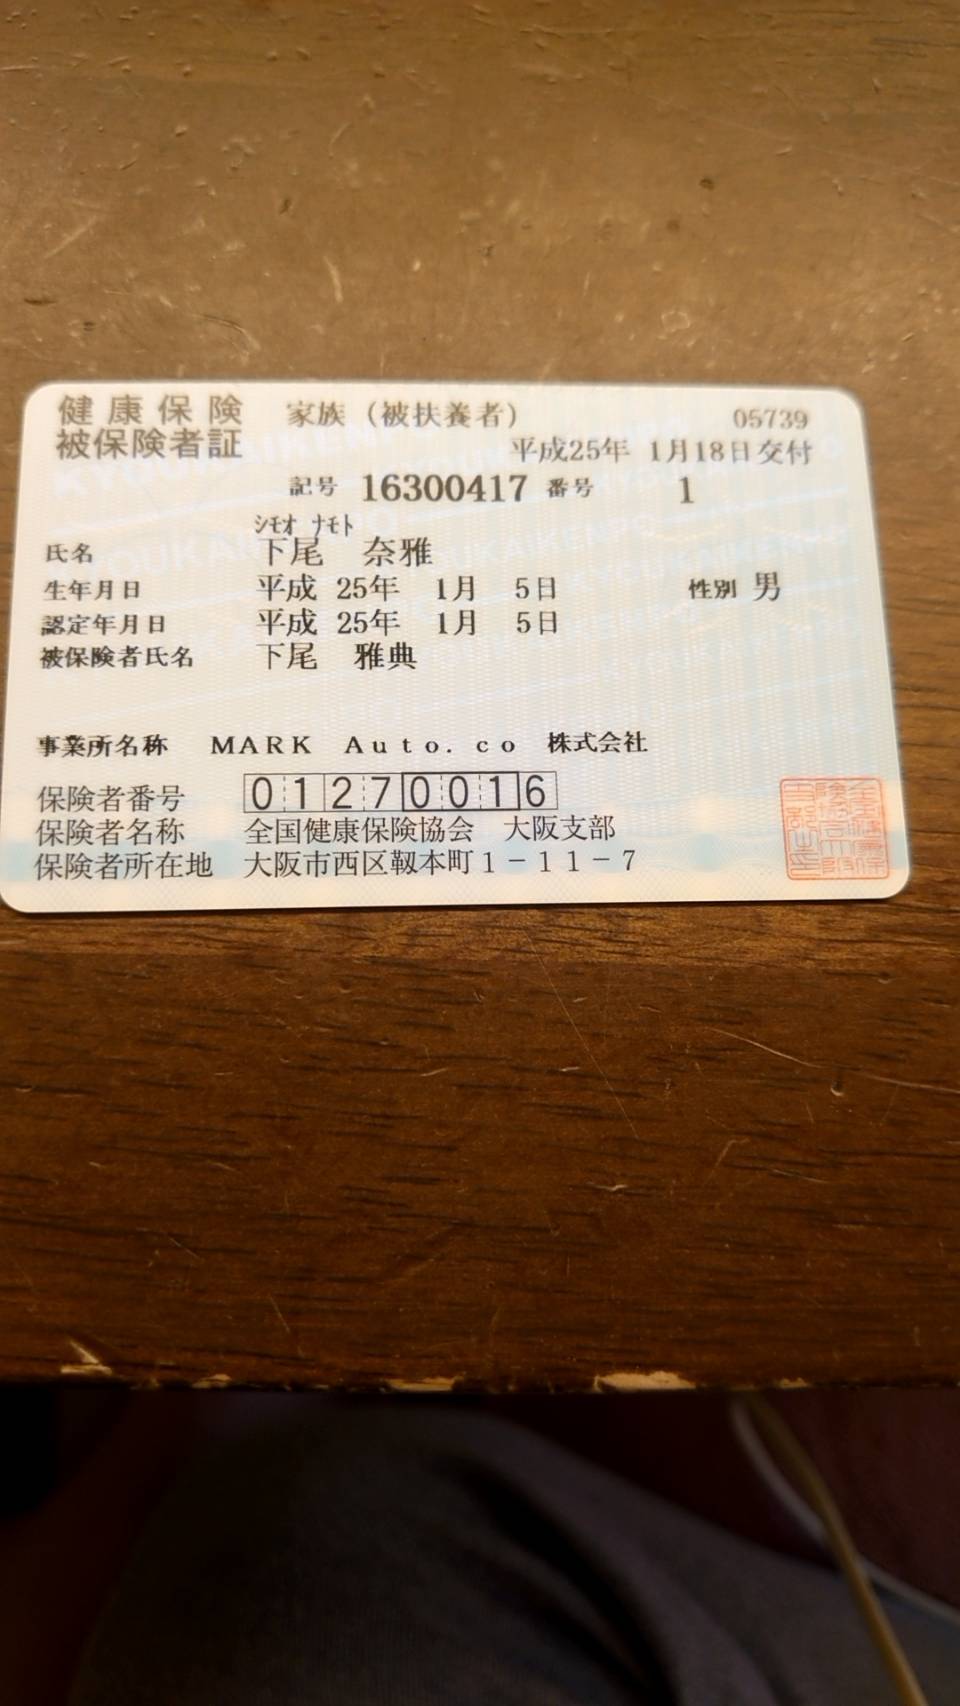 健康保険 家族（被扶養者） 05739
被保険者証 平成25年 1月18日交付
記号 16300417 番号 1
ｼﾓｵ ﾅﾓﾄ
氏名 下尾 奈雅
生年月日 平成 25年 1月 5日 性別 男
認定年月日 平成 25年 1月 5日
被保険者氏名 下尾 雅典
事業所名称 ＭＡＲＫ Ａｕｔｏ．ｃｏ 株式会社
保険者番号 01270016
保険者名称 全国健康保険協会 大阪支部
保険者所在地 大阪市西区靱本町１－１１－７